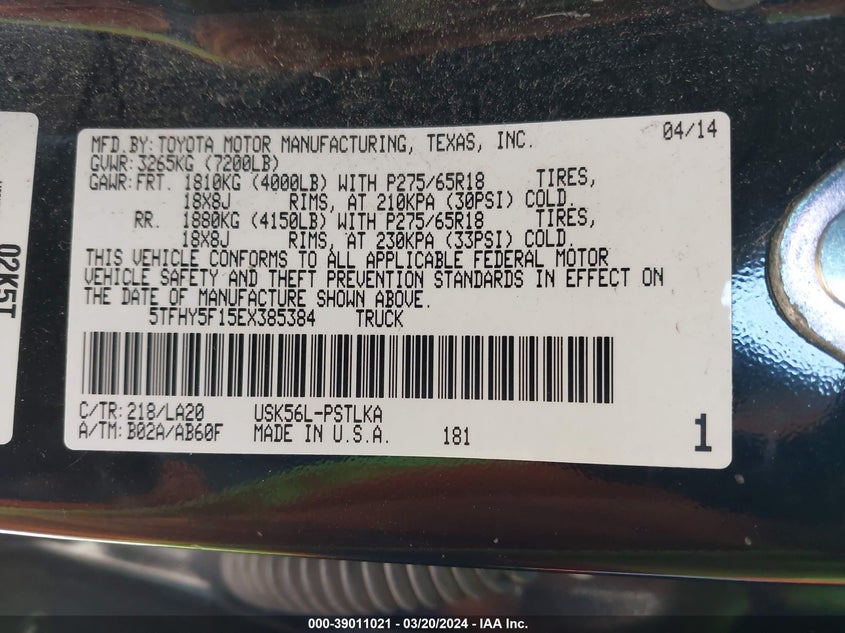 MFD.BY: TOYOTA MOTOR MANUFACTURING, TEXAS, INC. 04/14
GVWR: 3265KG (7200LB)
GAWR: FRT. 1810KG (4000LB) WITH P275/65R18 TIRES,
18X8J RIMS, AT 210KPA (30PSI) COLD.
RR. 1880KG (4150LB) WITH P275/65R18 TIRES,
18X8J RIMS, AT 230KPA (33PSI) COLD.
THIS VEHICLE CONFORMS TO ALL APPLICABLE FEDERAL MOTOR
VEHICLE SAFETY AND THEFT PREVENTION STANDARDS IN EFFECT ON
THE DATE OF MANUFACTURE SHOWN ABOVE.
5TFHY5F15EX385384 TRUCK
C/TR: 218/LA20 USK56L-PSTLKA
A/TM: B02A/AB60F MADE IN U.S.A. 181 1
02K5T
000-39011021 - 03/20/2024 - IAA Inc.